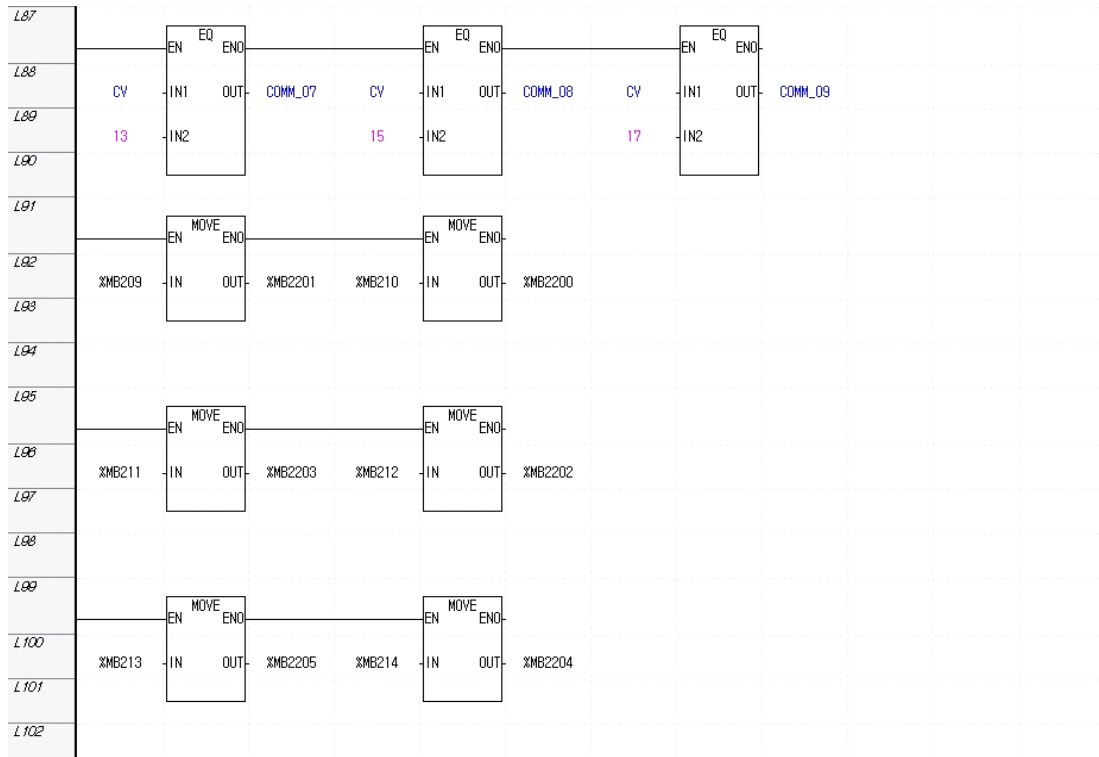 L87
EQ EQ EQ
EN ENO EN ENO EN ENO
L88
CV IN1 OUT COMM_07 CV IN1 OUT COMM_08 CV IN1 OUT COMM_09
L89
13 IN2 15 IN2 17 IN2
L90
L91
MOVE MOVE
EN ENO EN ENO
L92
%MB209 IN OUT %MB2201 %MB210 IN OUT %MB2200
L93
L94
L95
MOVE MOVE
EN ENO EN ENO
L96
%MB211 IN OUT %MB2203 %MB212 IN OUT %MB2202
L97
L98
L99
MOVE MOVE
EN ENO EN ENO
L100
%MB213 IN OUT %MB2205 %MB214 IN OUT %MB2204
L101
L102